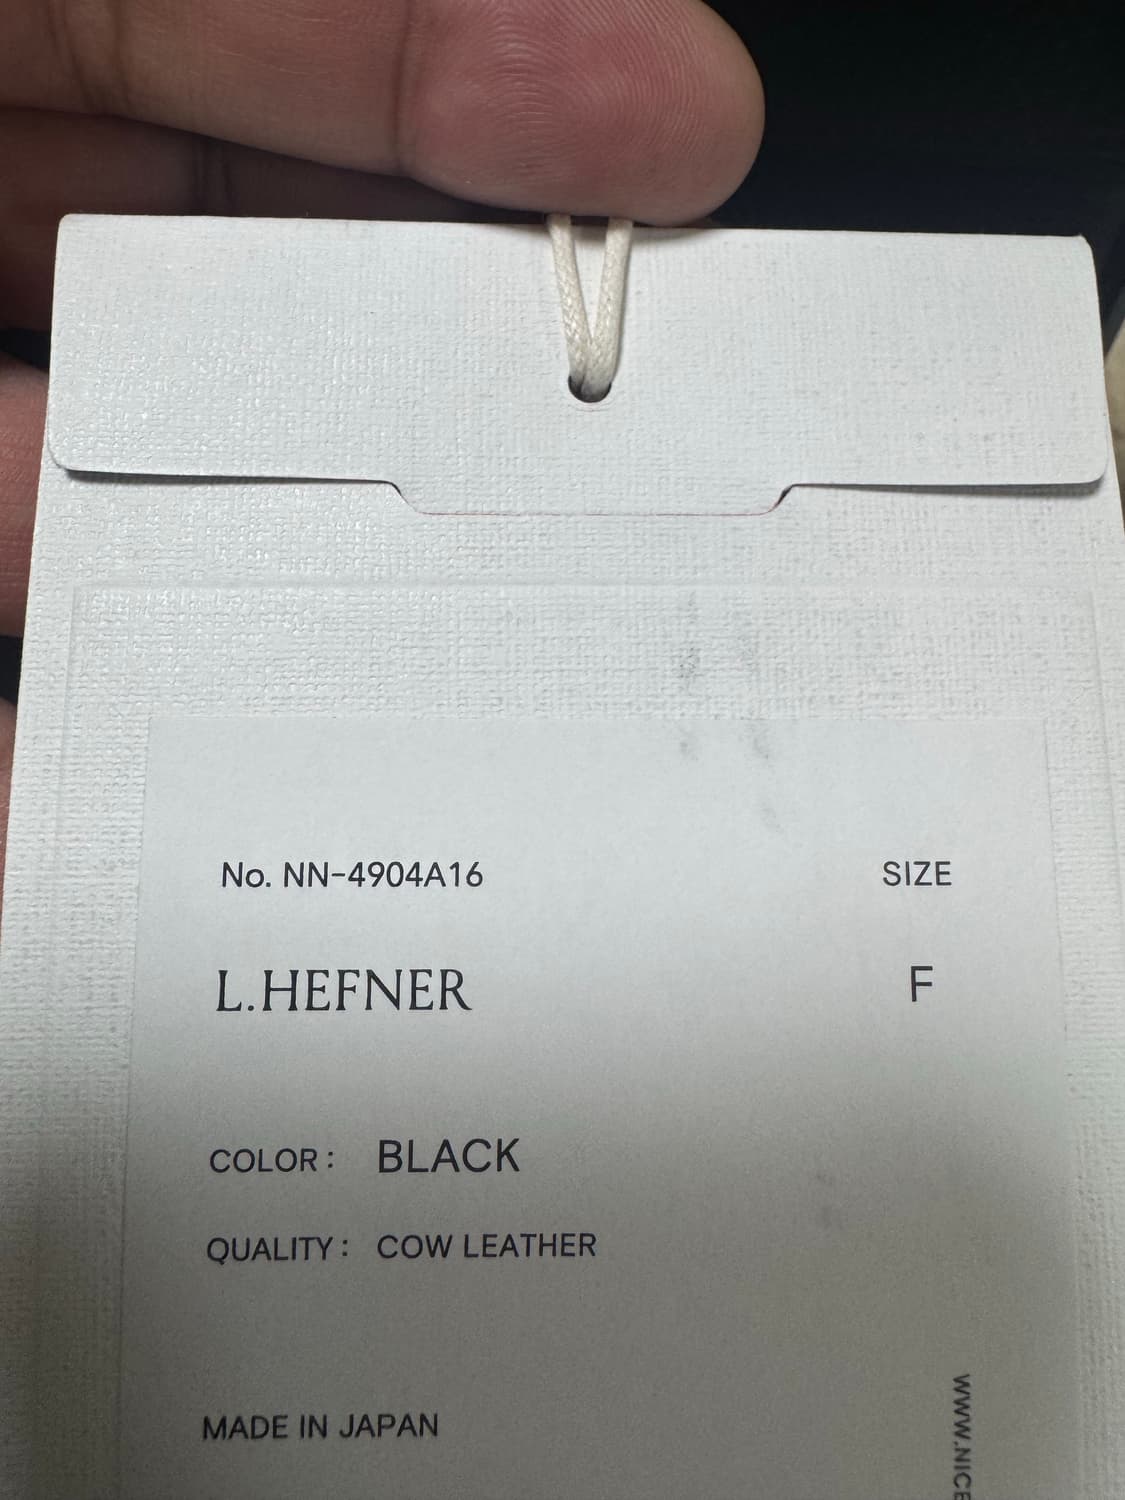 No. NN-4904A16 SIZE
L.HEFNER F
COLOR : BLACK
QUALITY : COW LEATHER
MADE IN JAPAN
WWW.NICE